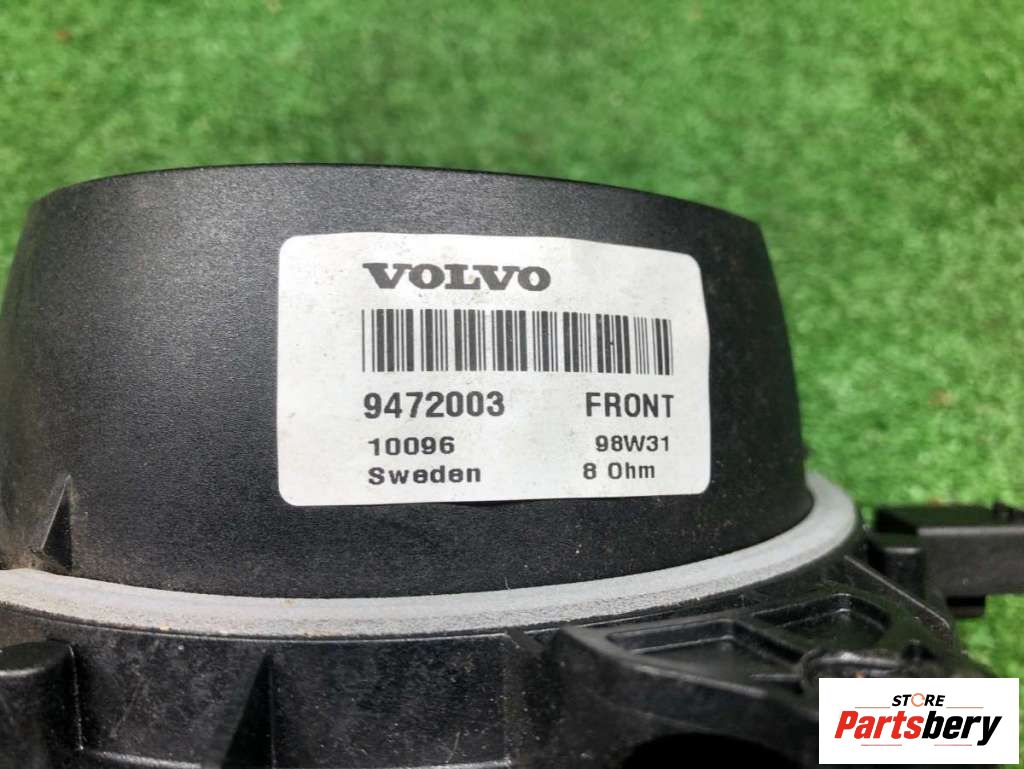 VOLVO
9472003 FRONT
10096 98W31
Sweden 8 Ohm
STORE
Partsbery